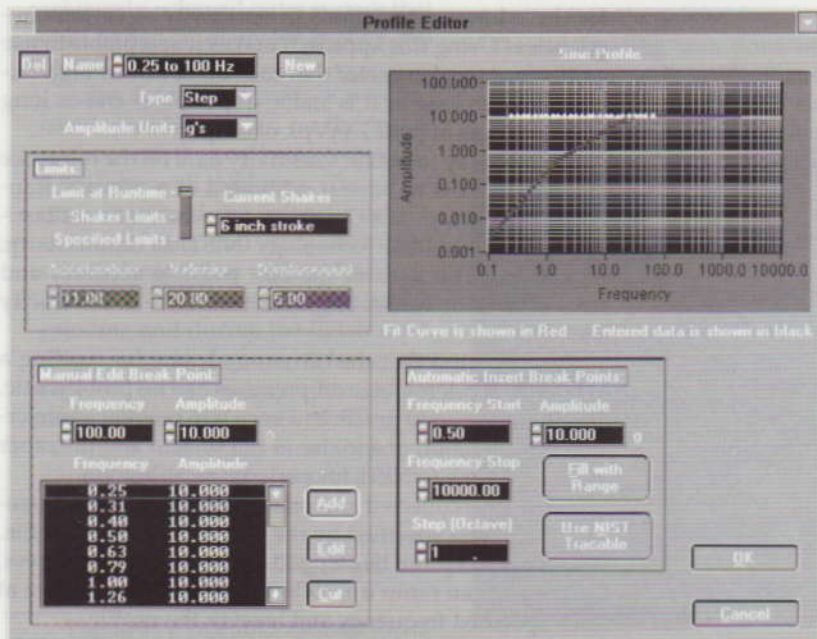 Profile Editor
Del Name 0.25 to 100 Hz New
Type Step
Amplitude Units g's
Sine Profile
100.000
10.000
1.000
0.100
0.010
0.001
Amplitude
0.1 1.0 10.0 100.0 1000.0 10000.0
Frequency
Fit Curve is shown in Red Entered data is shown in black
Limits
Limit at Runtime
Shaker Limits
Specified Limits
Current Shaker
6 inch stroke
Acceleration Velocity Displacement
20.00
Manual Edit Break Point
Frequency Amplitude
100.00 10.000
Frequency Amplitude
0.25 10.000
0.31 10.000
0.40 10.000
0.50 10.000
0.63 10.000
0.79 10.000
1.00 10.000
1.26 10.000
Add
Edit
Cut
Automatic Insert Break Points
Frequency Start Amplitude
0.50 10.000 g
Frequency Stop
10000.00
Fill with
Range
Step (Octave)
1
Use NIST
Tracable
OK
Cancel